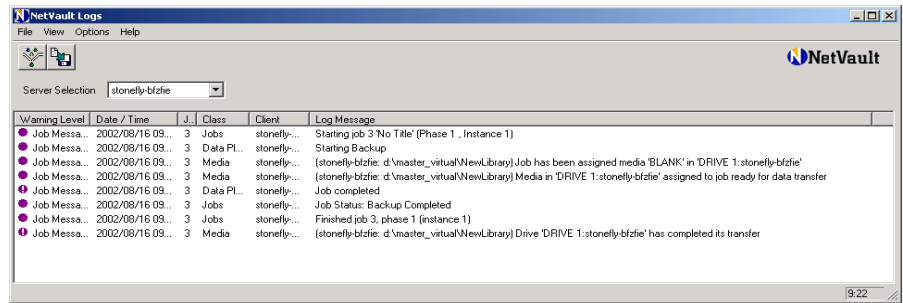 NetVault Logs
File View Options Help
NetVault
Server Selection stonefly-bfzfie
Warning Level Date / Time J.. Class Client Log Message
Job Messa... 2002/08/16 09... 3 Jobs stonefly-... Starting job 3 'No Title' (Phase 1 , Instance 1)
Job Messa... 2002/08/16 09... 3 Data Pl... stonefly-... Starting Backup
Job Messa... 2002/08/16 09... 3 Media stonefly-... (stonefly-bfzfie: d:\master_virtual\NewLibrary) Job has been assigned media 'BLANK' in 'DRIVE 1:stonefly-bfzfie'
Job Messa... 2002/08/16 09... 3 Media stonefly-... (stonefly-bfzfie: d:\master_virtual\NewLibrary) Media in 'DRIVE 1:stonefly-bfzfie' assigned to job ready for data transfer
Job Messa... 2002/08/16 09... 3 Data Pl... stonefly-... Job completed
Job Messa... 2002/08/16 09... 3 Jobs stonefly-... Job Status: Backup Completed
Job Messa... 2002/08/16 09... 3 Jobs stonefly-... Finished job 3, phase 1 (instance 1)
Job Messa... 2002/08/16 09... 3 Media stonefly-... (stonefly-bfzfie: d:\master_virtual\NewLibrary) Drive 'DRIVE 1:stonefly-bfzfie' has completed its transfer
9:22